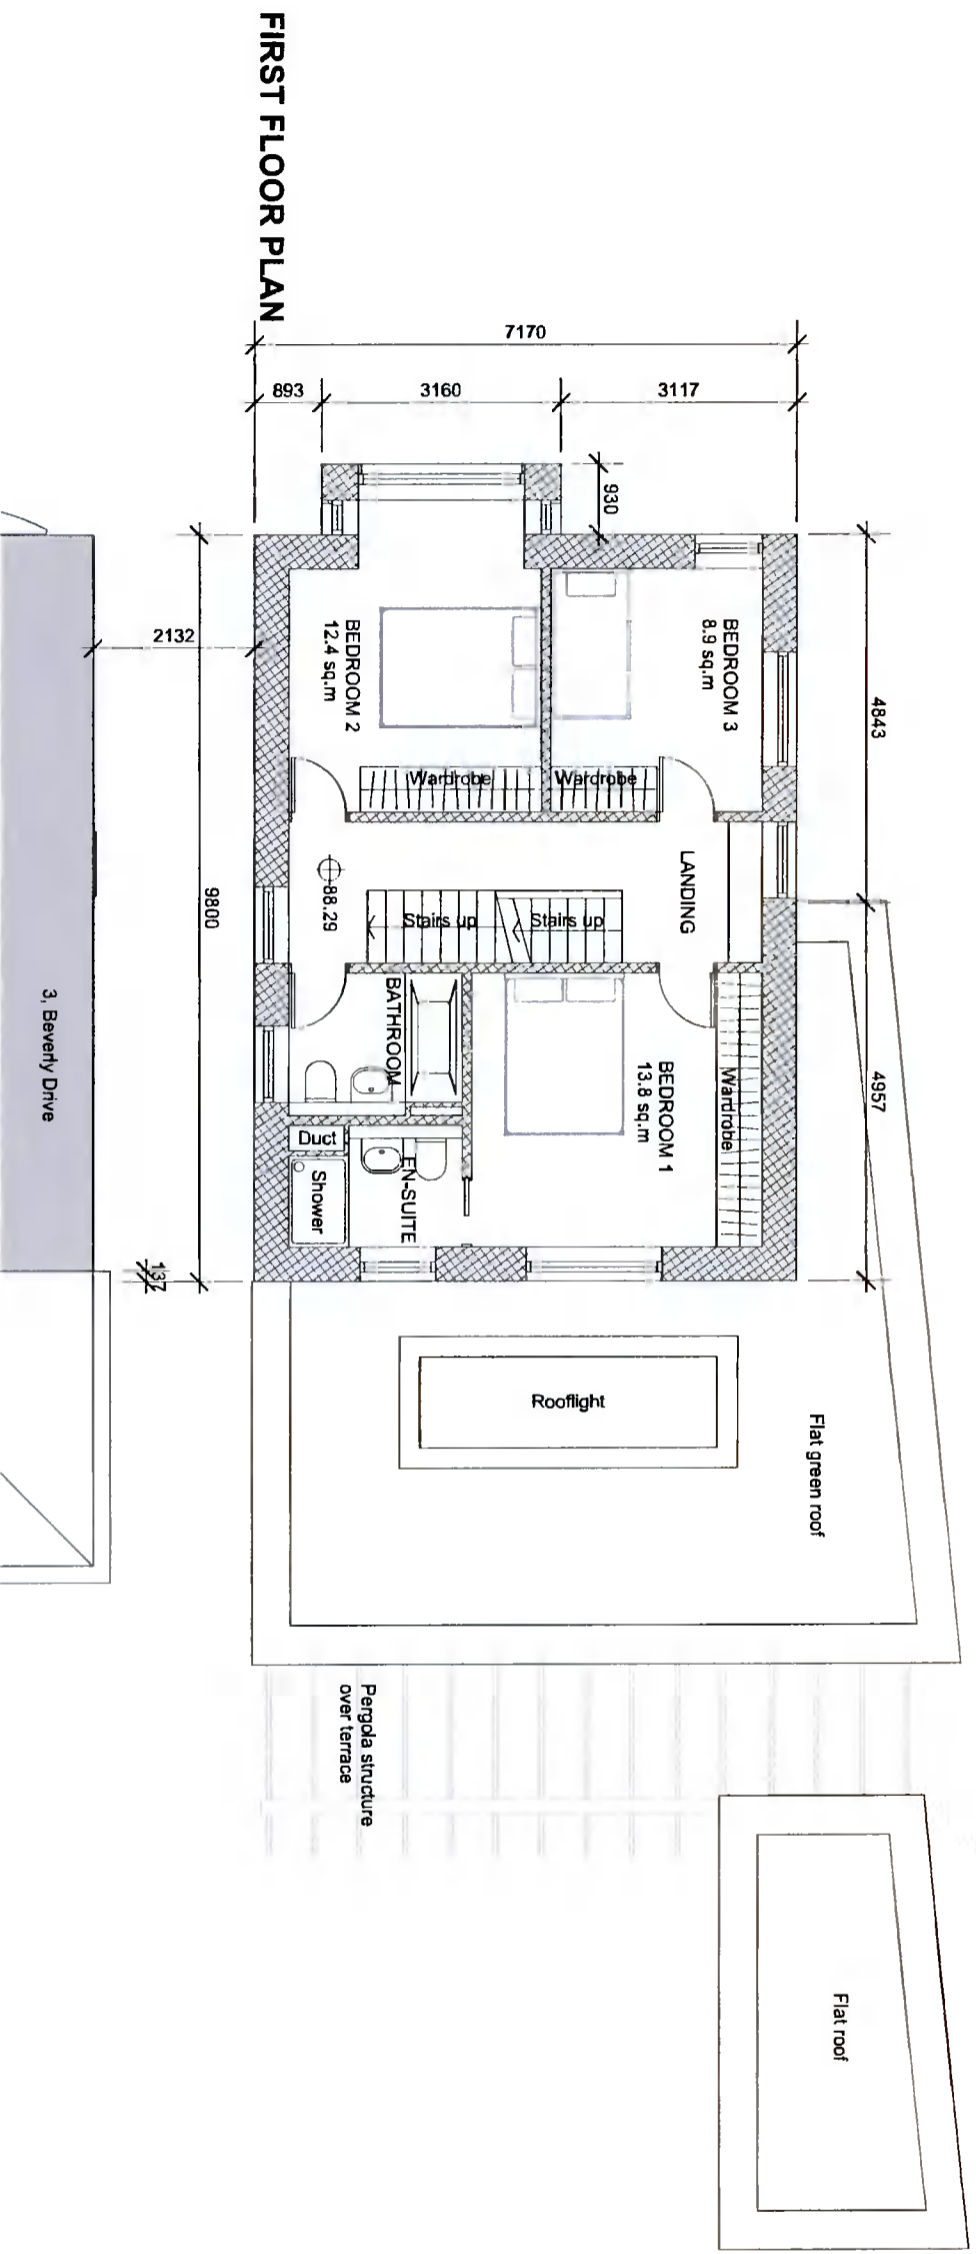 FIRST FLOOR PLAN
7170
893
3160
3117
930
4843
4957
2132
9800
137
BEDROOM 3
8.9 sq.m
BEDROOM 2
12.4 sq.m
Wardrobe
Wardrobe
LANDING
88.29
Stairs up
Stairs up
BATHROOM
BEDROOM 1
13.8 sq.m
Wardrobe
Duct
Shower
EN-SUITE
3, Beverly Drive
Rooflight
Flat green roof
Pergola structure
over terrace
Flat roof